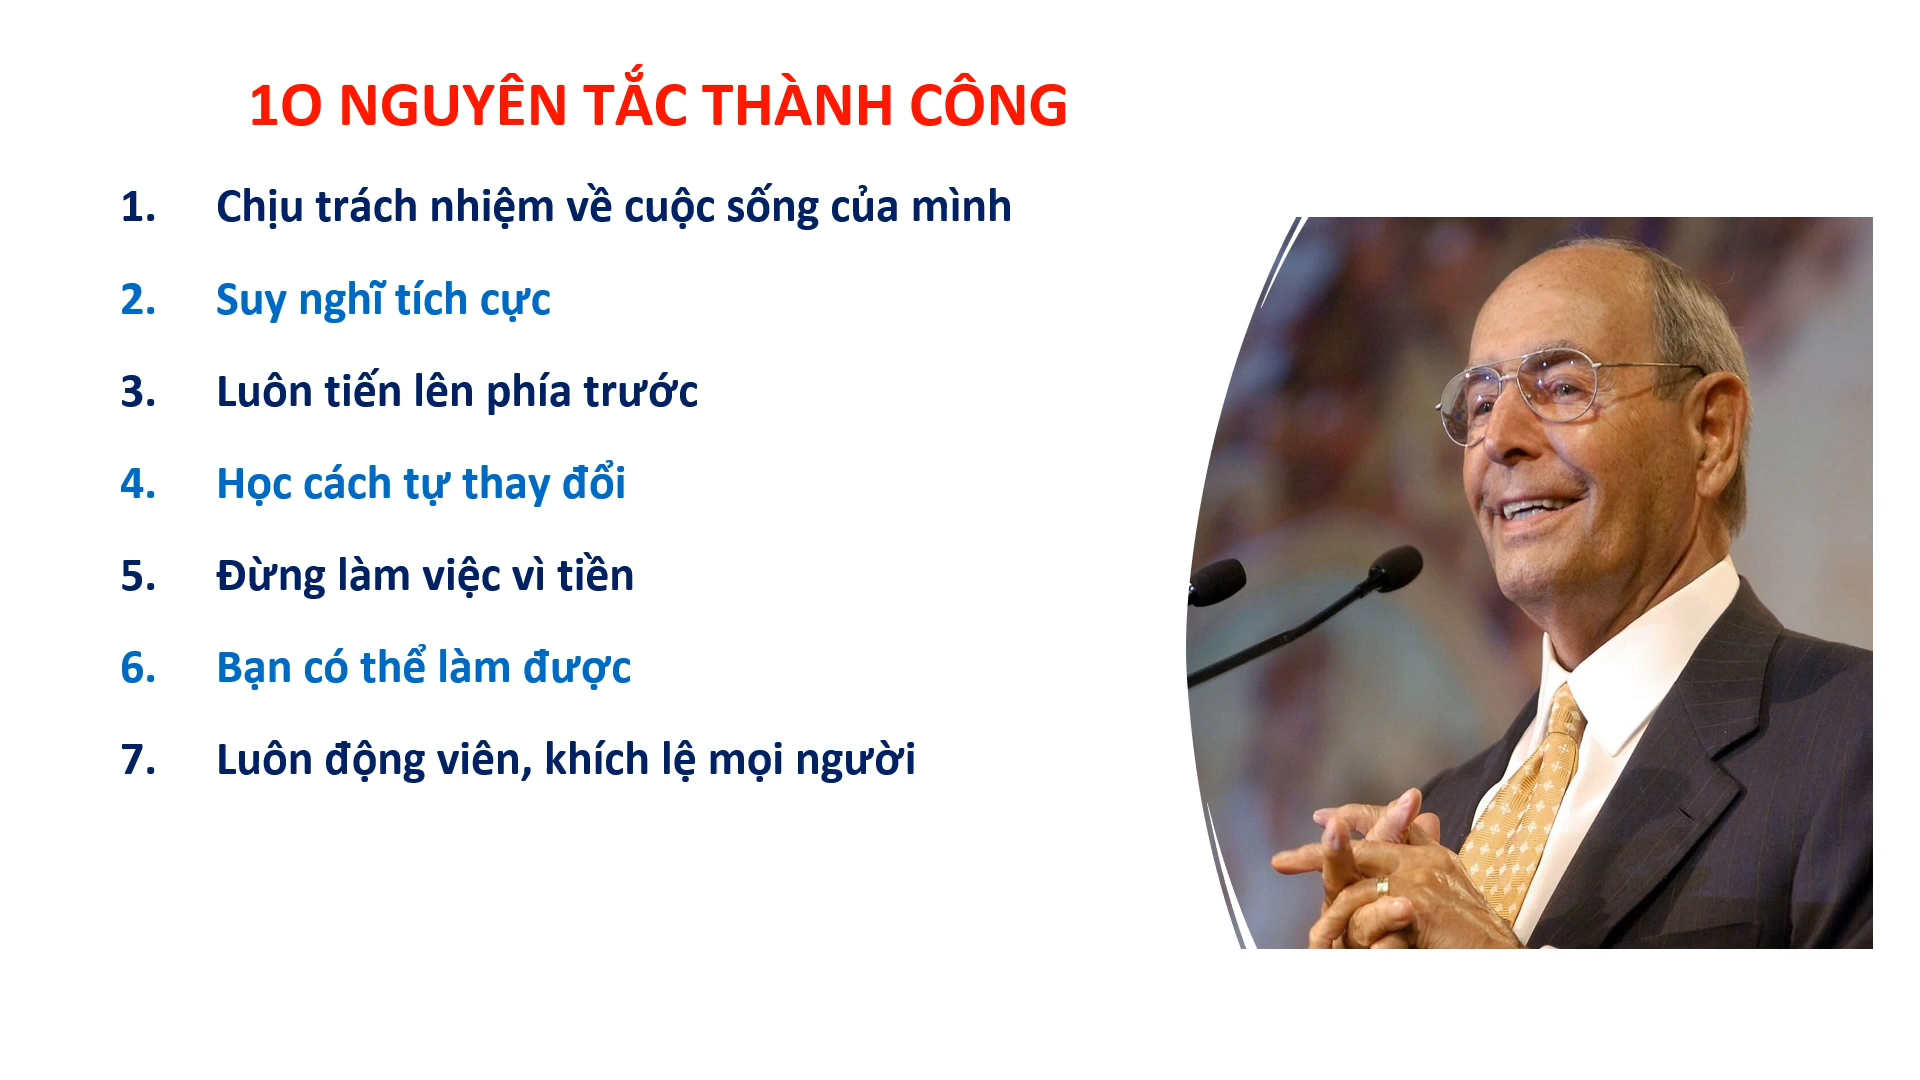 1O NGUYÊN TẮC THÀNH CÔNG
1. Chịu trách nhiệm về cuộc sống của mình
2. Suy nghĩ tích cực
3. Luôn tiến lên phía trước
4. Học cách tự thay đổi
5. Đừng làm việc vì tiền
6. Bạn có thể làm được
7. Luôn động viên, khích lệ mọi người